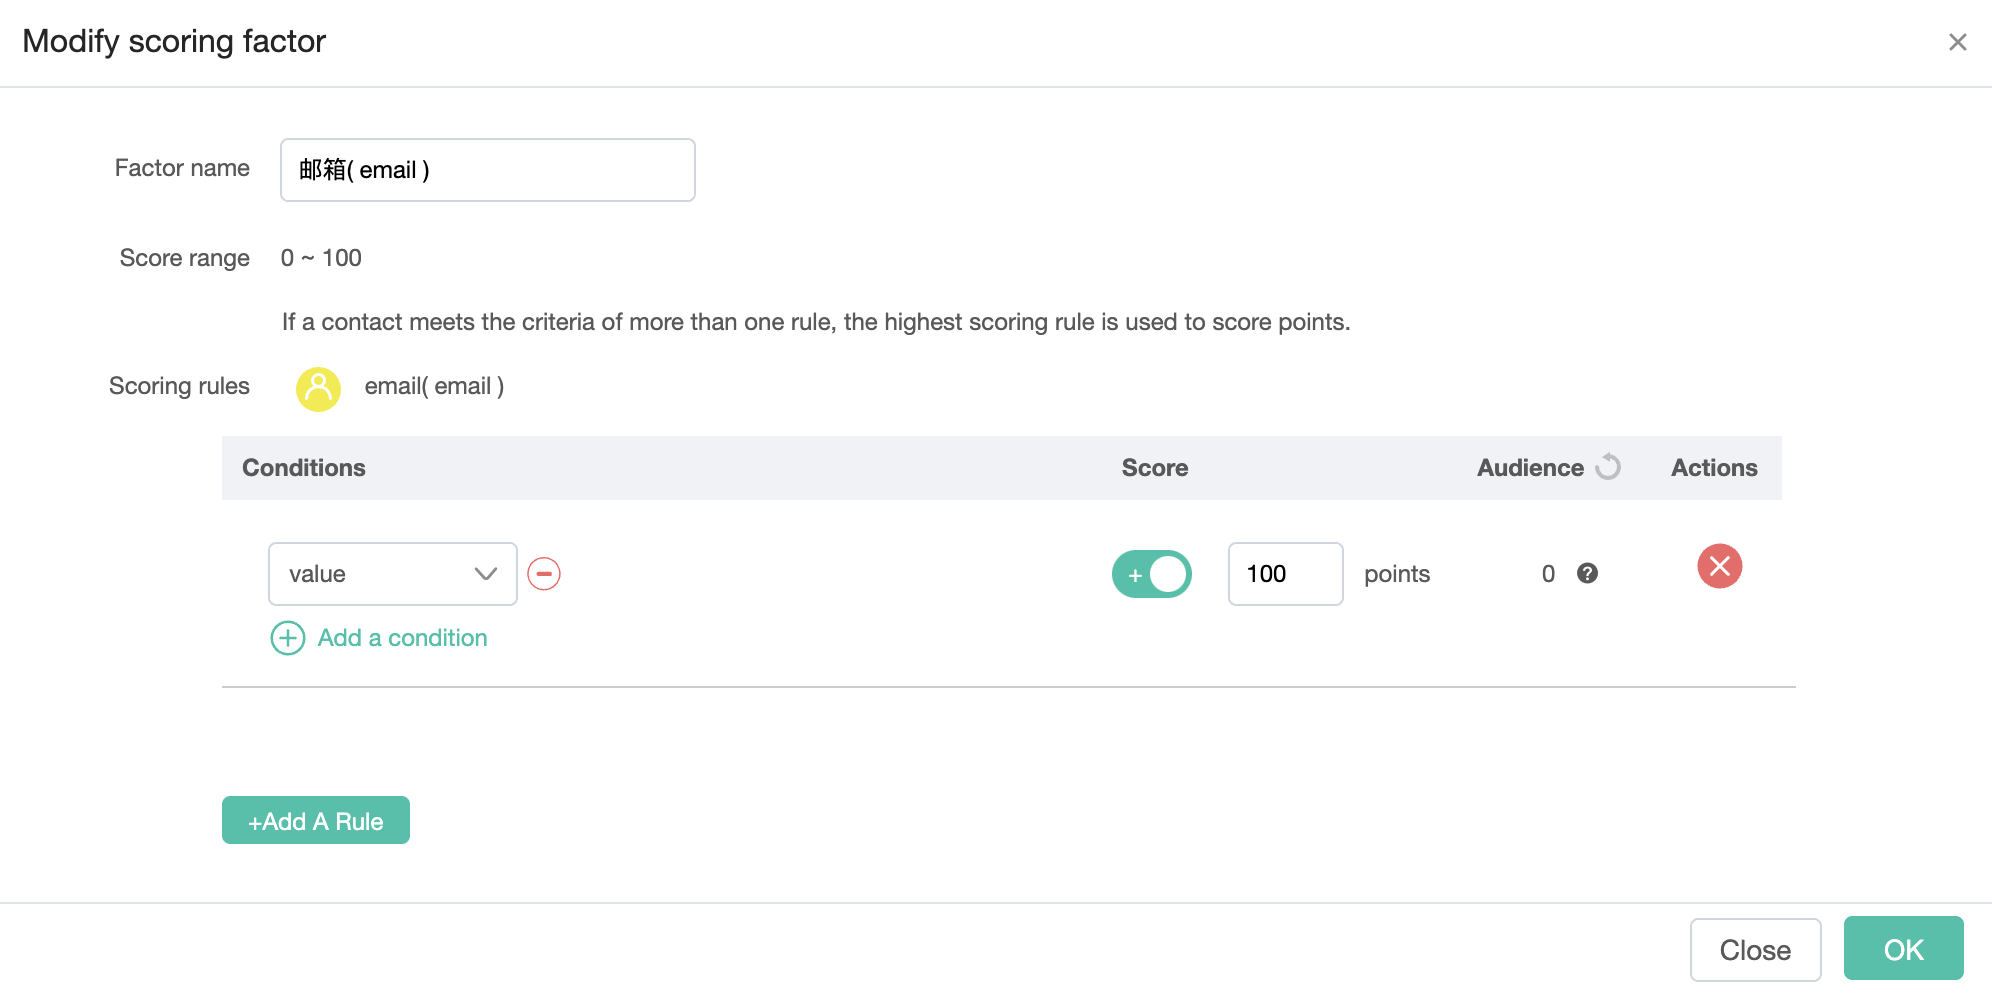 Modify scoring factor
Factor name 邮箱( email )
Score range 0 ~ 100
If a contact meets the criteria of more than one rule, the highest scoring rule is used to score points.
Scoring rules email( email )
Conditions Score Audience Actions
value + 100 points 0 ?
Add a condition
+Add A Rule
Close OK